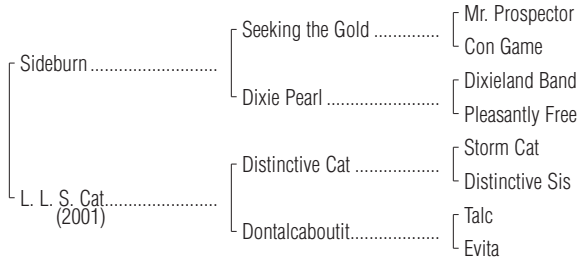 Mr. Prospector
Seeking the Gold ..............
Con Game
Sideburn ...........................
Dixieland Band
Dixie Pearl ........................
Pleasantly Free
Storm Cat
Distinctive Cat ..................
Distinctive Sis
L. L. S. Cat........................
(2001)
Talc
Dontalcaboutit...................
Evita